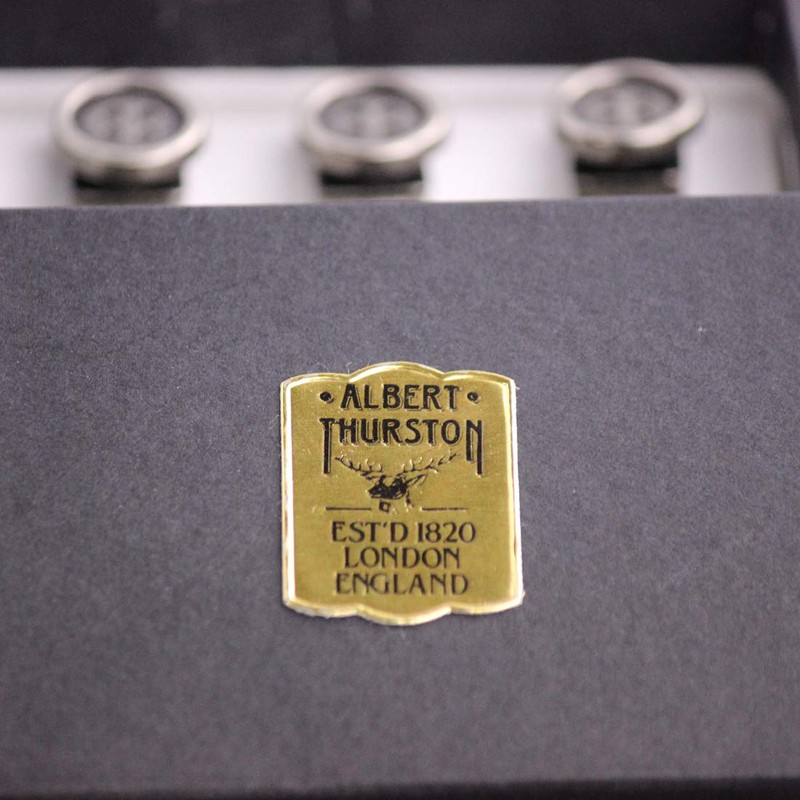 • ALBERT •
THURSTON
EST'D 1820
LONDON
ENGLAND